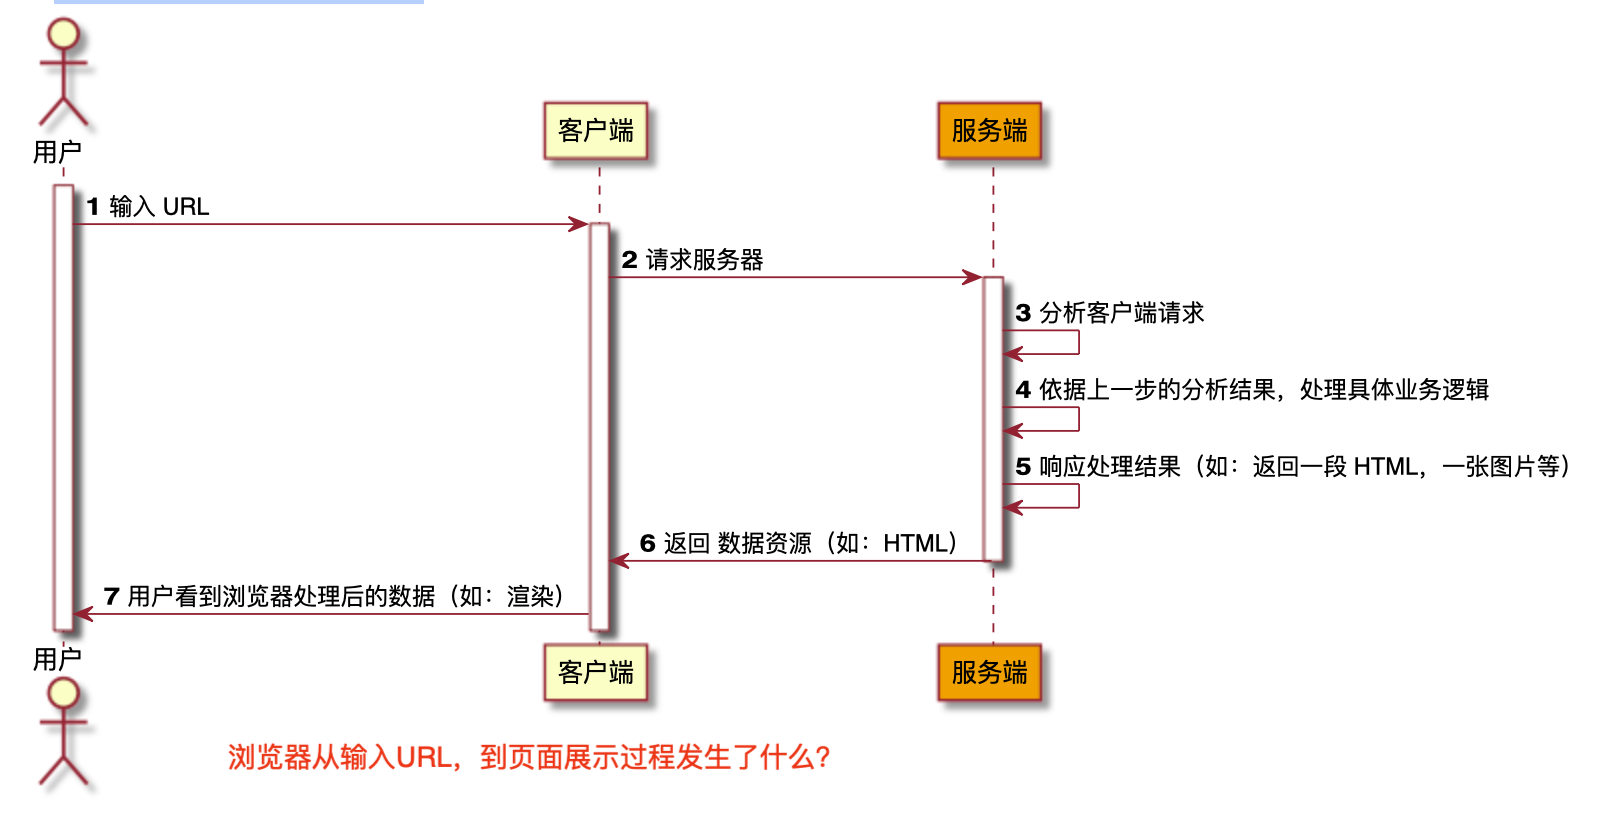 用户
客户端
服务端
1 输入 URL
2 请求服务器
3 分析客户端请求
4 依据上一步的分析结果，处理具体业务逻辑
5 响应处理结果（如：返回一段 HTML，一张图片等）
6 返回 数据资源（如：HTML）
7 用户看到浏览器处理后的数据（如：渲染）
用户
客户端
服务端
浏览器从输入URL，到页面展示过程发生了什么?